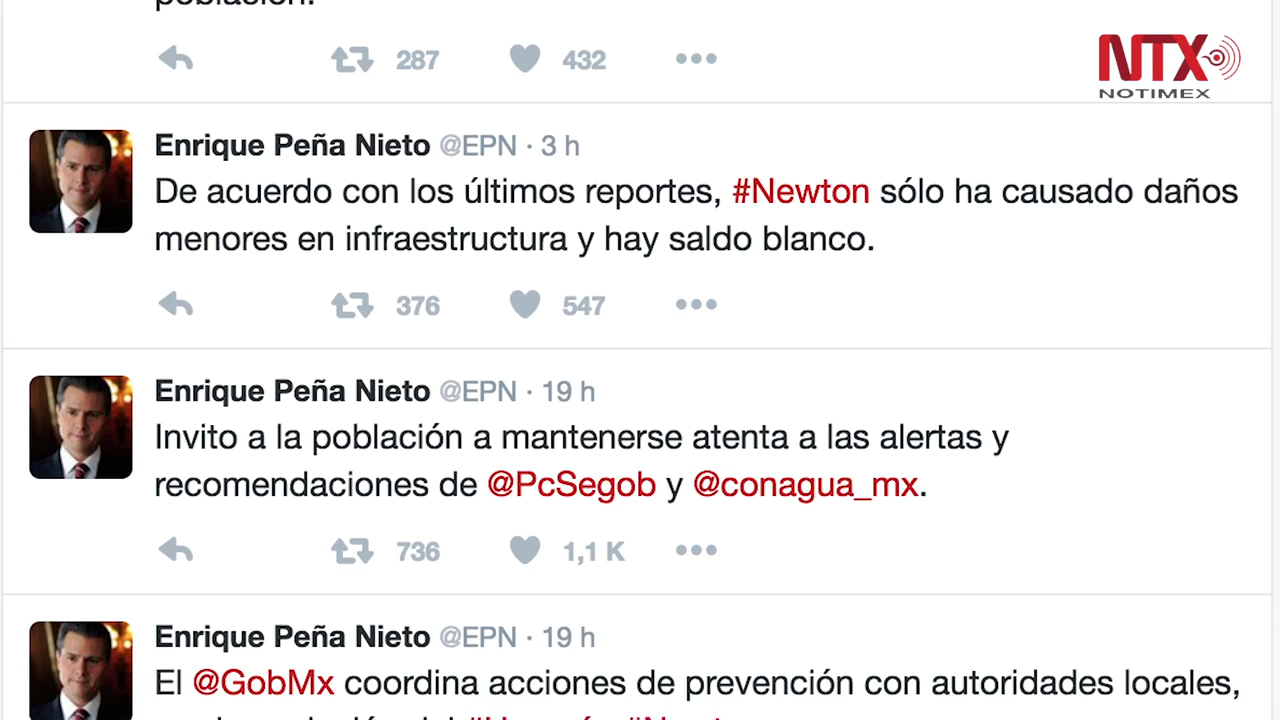 población.
287 432
NTX
NOTIMEX
Enrique Peña Nieto @EPN · 3 h
De acuerdo con los últimos reportes, #Newton sólo ha causado daños
menores en infraestructura y hay saldo blanco.
376 547
Enrique Peña Nieto @EPN · 19 h
Invito a la población a mantenerse atenta a las alertas y
recomendaciones de @PcSegob y @conagua_mx.
736 1,1 K
Enrique Peña Nieto @EPN · 19 h
El @GobMx coordina acciones de prevención con autoridades locales,